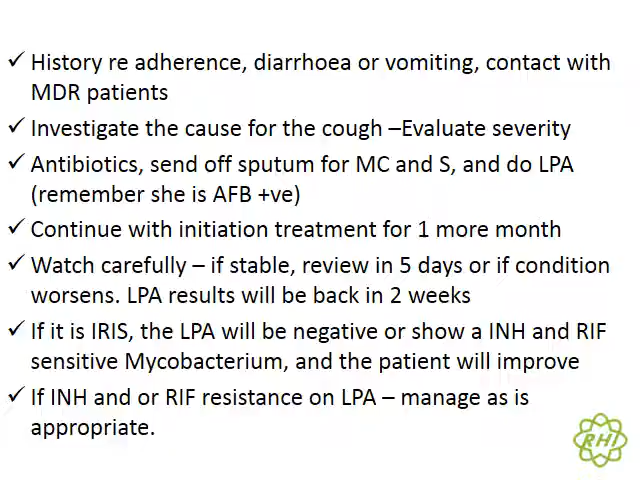 ✓ History re adherence, diarrhoea or vomiting, contact with
MDR patients
✓ Investigate the cause for the cough –Evaluate severity
✓ Antibiotics, send off sputum for MC and S, and do LPA
(remember she is AFB +ve)
✓ Continue with initiation treatment for 1 more month
✓ Watch carefully – if stable, review in 5 days or if condition
worsens. LPA results will be back in 2 weeks
✓ If it is IRIS, the LPA will be negative or show a INH and RIF
sensitive Mycobacterium, and the patient will improve
✓ If INH and or RIF resistance on LPA – manage as is
appropriate.
RHI